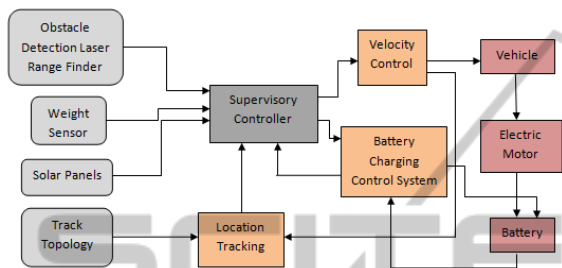 Obstacle
Detection Laser
Range Finder
Weight
Sensor
Solar Panels
Track
Topology
Supervisory
Controller
Location
Tracking
Velocity
Control
Battery
Charging
Control System
Vehicle
Electric
Motor
Battery